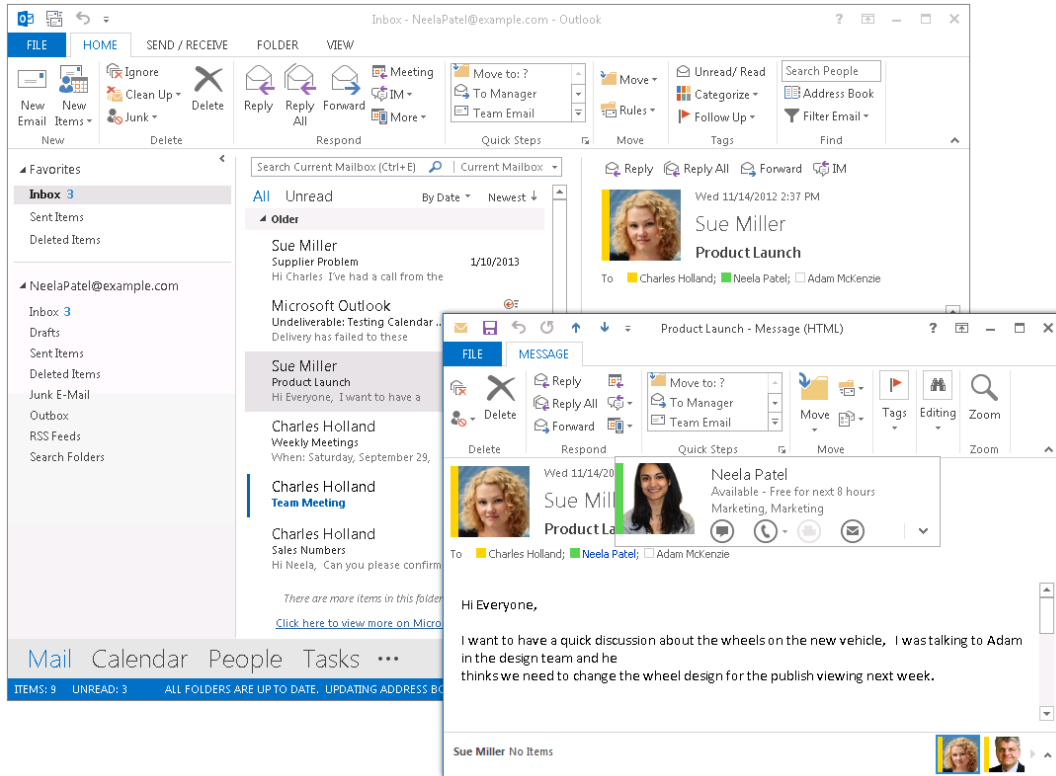 Inbox - NeelaPatel@example.com - Outlook
FILE HOME SEND / RECEIVE FOLDER VIEW
New Email
New Items
Ignore
Clean Up
Junk
Delete
Reply
Reply All
Forward
Meeting
IM
More
Move to: ?
To Manager
Team Email
Move
Rules
Unread/ Read
Categorize
Follow Up
Search People
Address Book
Filter Email
New Delete Respond Quick Steps Move Tags Find
Favorites
Inbox 3
Sent Items
Deleted Items
NeelaPatel@example.com
Inbox 3
Drafts
Sent Items
Deleted Items
Junk E-Mail
Outbox
RSS Feeds
Search Folders
Search Current Mailbox (Ctrl+E) Current Mailbox
All Unread By Date Newest
Older
Sue Miller
Supplier Problem 1/10/2013
Hi Charles I've had a call from the
Microsoft Outlook
Undeliverable: Testing Calendar ..
Delivery has failed to these
Sue Miller
Product Launch
Hi Everyone, I want to have a
Charles Holland
Weekly Meetings
When: Saturday, September 29,
Charles Holland
Team Meeting
Charles Holland
Sales Numbers
Hi Neela, Can you please confirm
There are more items in this folder
Click here to view more on Micro
Reply Reply All Forward IM
Wed 11/14/2012 2:37 PM
Sue Miller
Product Launch
To Charles Holland; Neela Patel; Adam McKenzie
Mail Calendar People Tasks •••
ITEMS: 9 UNREAD: 3 ALL FOLDERS ARE UP TO DATE. UPDATING ADDRESS BO
Product Launch - Message (HTML)
FILE MESSAGE
Delete
Reply
Reply All
Forward
Move to: ?
To Manager
Team Email
Move
Tags
Editing
Zoom
Delete Respond Quick Steps Move Zoom
Wed 11/14/20
Sue Mill
Product La
To Charles Holland; Neela Patel; Adam McKenzie
Neela Patel
Available - Free for next 8 hours
Marketing, Marketing
Hi Everyone,
I want to have a quick discussion about the wheels on the new vehicle, I was talking to Adam
in the design team and he
thinks we need to change the wheel design for the publish viewing next week.
Sue Miller No Items